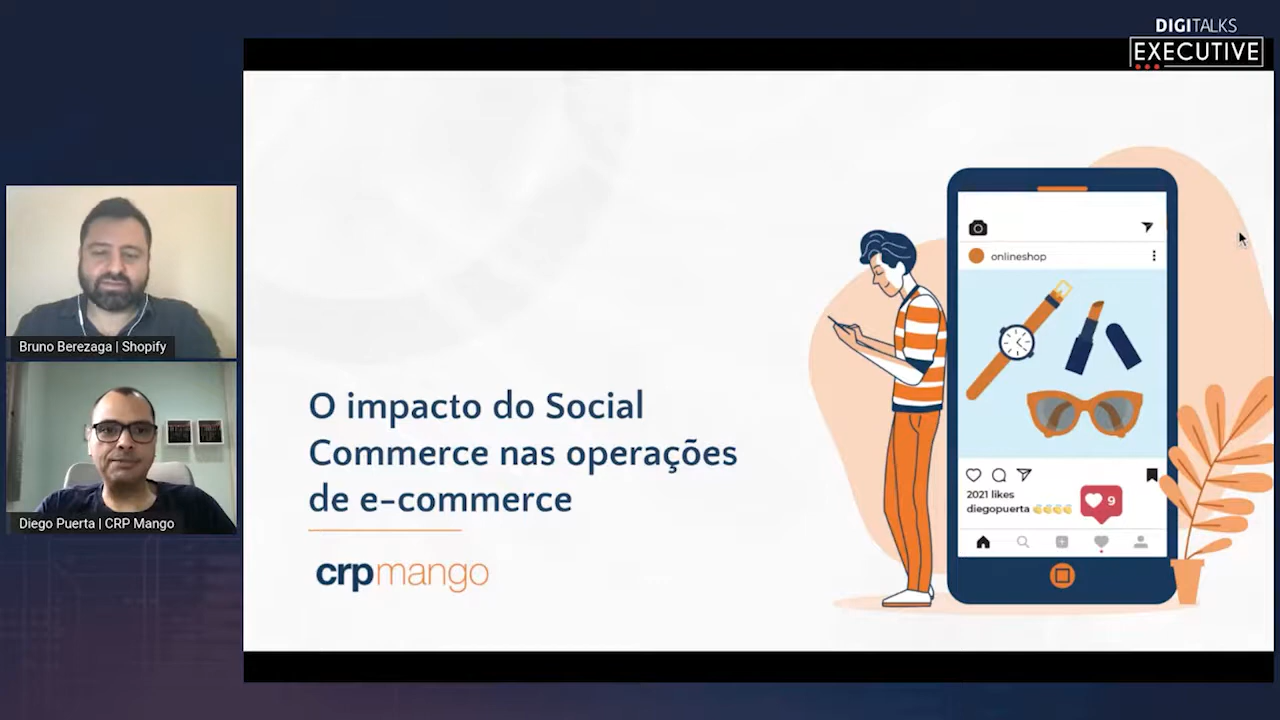 DIGITALKS
EXECUTIVE
Bruno Berezaga | Shopify
Diego Puerta | CRP Mango
O impacto do Social
Commerce nas operações
de e-commerce
crpmango
onlineshop
2021 likes
diegopuerta 👏👏👏👏
9